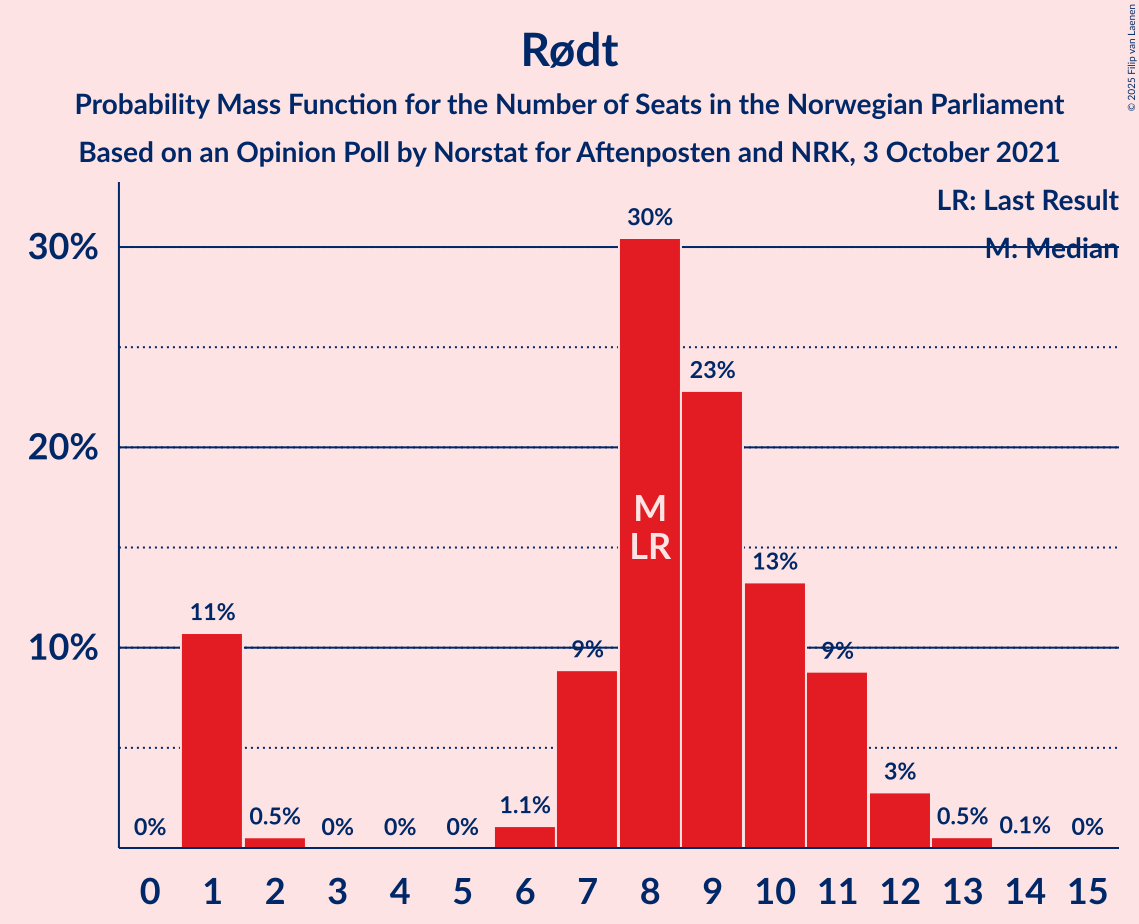 © 2025 Filip van Laenen
Rødt
Probability Mass Function for the Number of Seats in the Norwegian Parliament
Based on an Opinion Poll by Norstat for Aftenposten and NRK, 3 October 2021
LR: Last Result
M: Median
30%
20%
10%
0%
11%
0.5%
0%
0%
0%
1.1%
9%
30%
23%
13%
9%
3%
0.5%
0.1%
0%
M
LR
0 1 2 3 4 5 6 7 8 9 10 11 12 13 14 15